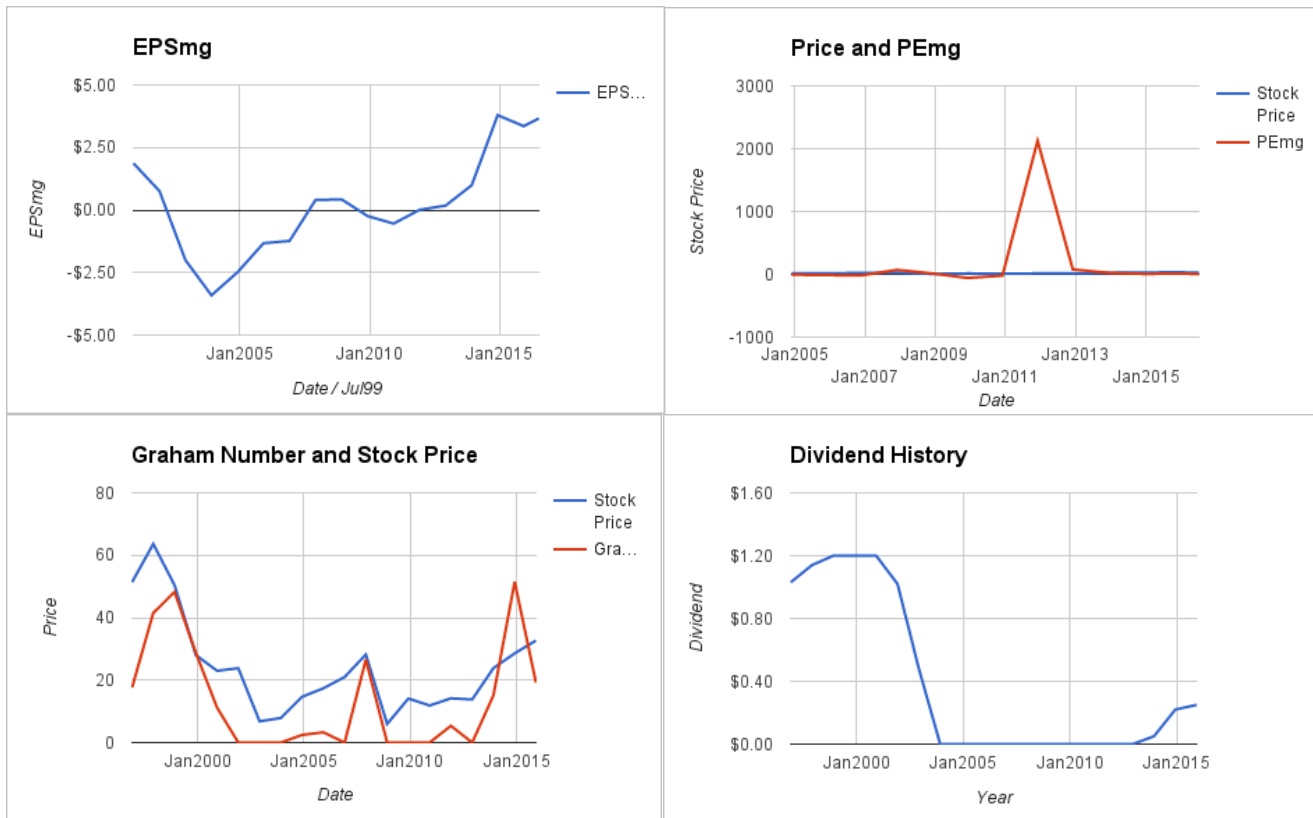 EPSmg
$5.00
$2.50
$0.00
-$2.50
-$5.00
EPSmg
Jan2005
Jan2010
Jan2015
Date / Jul99
EPS…
Price and PEmg
3000
2000
1000
0
-1000
Stock Price
Jan2005
Jan2007
Jan2009
Jan2011
Jan2013
Jan2015
Date
Stock
Price
PEmg
Graham Number and Stock Price
80
60
40
20
0
Price
Jan2000
Jan2005
Jan2010
Jan2015
Date
Stock
Price
Gra…
Dividend History
$1.60
$1.20
$0.80
$0.40
$0.00
Dividend
Jan2000
Jan2005
Jan2010
Jan2015
Year